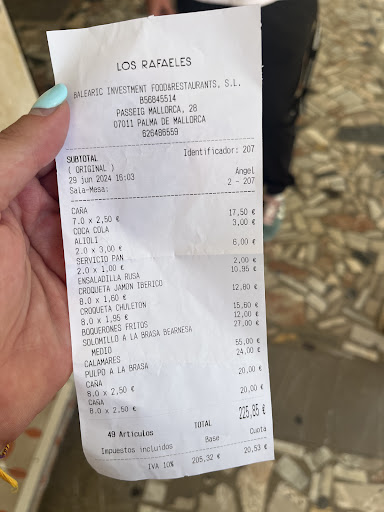 LOS RAFAELES
BALEARIC INVESTMENT FOOD&RESTAURANTS, S.L.
B56845514
PASSEIG MALLORCA, 28
07011 PALMA DE MALLORCA
626486559
SUBTOTAL Identificador: 207
( ORIGINAL )
29 jun 2024 16:03 Ángel
Sala-Mesa: 2 - 207
CAÑA
7.0 x 2,50 € 17,50 €
COCA COLA 3,00 €
ALIOLI
2.0 x 3,00 € 6,00 €
SERVICIO PAN
2.0 x 1,00 € 2,00 €
ENSALADILLA RUSA 10,95 €
CROQUETA JAMON IBERICO
8.0 x 1,60 € 12,80 €
CROQUETA CHULETON
8.0 x 1,95 € 15,60 €
BOQUERONES FRITOS 12,00 €
SOLOMILLO A LA BRASA BEARNESA 27,00 €
MEDIO
CALAMARES 55,00 €
PULPO A LA BRASA 24,00 €
CAÑA
8.0 x 2,50 € 20,00 €
CAÑA
8.0 x 2,50 € 20,00 €
225,85 €
49 Artículos TOTAL
Impuestos incluidos Base Cuota
IVA 10% 205,32 € 20,53 €